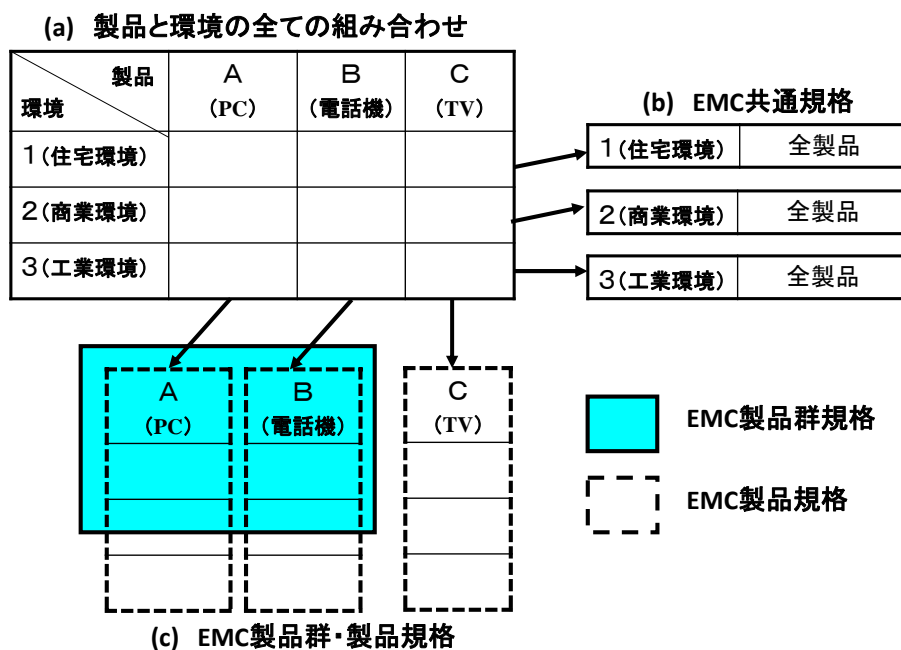 (a) 製品と環境の全ての組み合わせ
製品
環境
A
(PC)
B
(電話機)
C
(TV)
1(住宅環境)
2(商業環境)
3(工業環境)
(b) EMC共通規格
1(住宅環境) 全製品
2(商業環境) 全製品
3(工業環境) 全製品
A
(PC)
B
(電話機)
C
(TV)
EMC製品群規格
EMC製品規格
(c) EMC製品群・製品規格